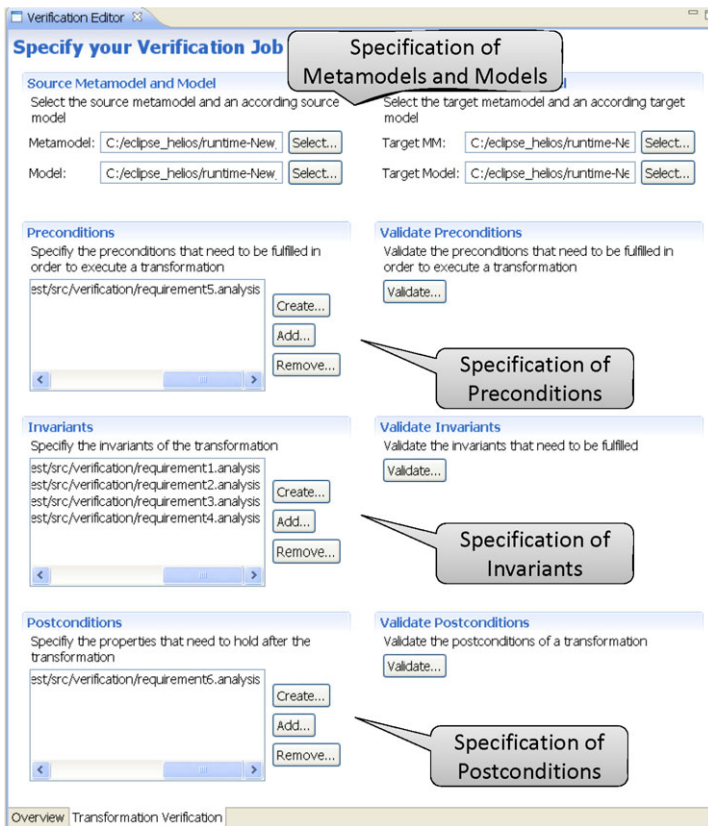 Verification Editor
Specify your Verification Job
Specification of
Metamodels and Models
Source Metamodel and Model
Select the source metamodel and an according source
model
Metamodel: C:/eclipse_helios/runtime-New_ Select...
Model: C:/eclipse_helios/runtime-New_ Select...
Select the target metamodel and an according target
model
Target MM: C:/eclipse_helios/runtime-Ne Select...
Target Model: C:/eclipse_helios/runtime-Ne Select...
Preconditions
Specifiy the preconditions that need to be fulfilled in
order to execute a transformation
est/src/verification/requirement5.analysis
Create...
Add...
Remove...
Validate Preconditions
Validate the preconditions that need to be fulfilled in
order to execute a transformation
Validate...
Specification of
Preconditions
Invariants
Specifiy the invariants of the transformation
est/src/verification/requirement1.analysis
est/src/verification/requirement2.analysis
est/src/verification/requirement3.analysis
est/src/verification/requirement4.analysis
Create...
Add...
Remove...
Validate Invariants
Validate the invariants that need to be fulfilled
Validate...
Specification of
Invariants
Postconditions
Specifiy the properties that need to hold after the
transformation
est/src/verification/requirement6.analysis
Create...
Add...
Remove...
Validate Postconditions
Validate the postconditions of a transformation
Validate...
Specification of
Postconditions
Overview Transformation Verification